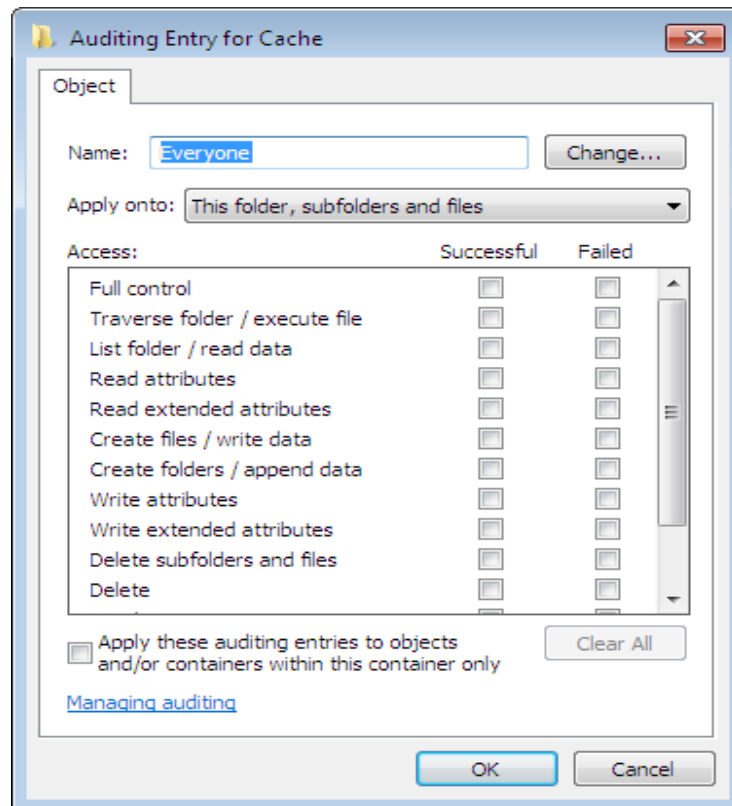 Auditing Entry for Cache
Object
Name: Everyone Change...
Apply onto: This folder, subfolders and files
Access: Successful Failed
Full control
Traverse folder / execute file
List folder / read data
Read attributes
Read extended attributes
Create files / write data
Create folders / append data
Write attributes
Write extended attributes
Delete subfolders and files
Delete
Apply these auditing entries to objects
and/or containers within this container only
Clear All
Managing auditing
OK Cancel